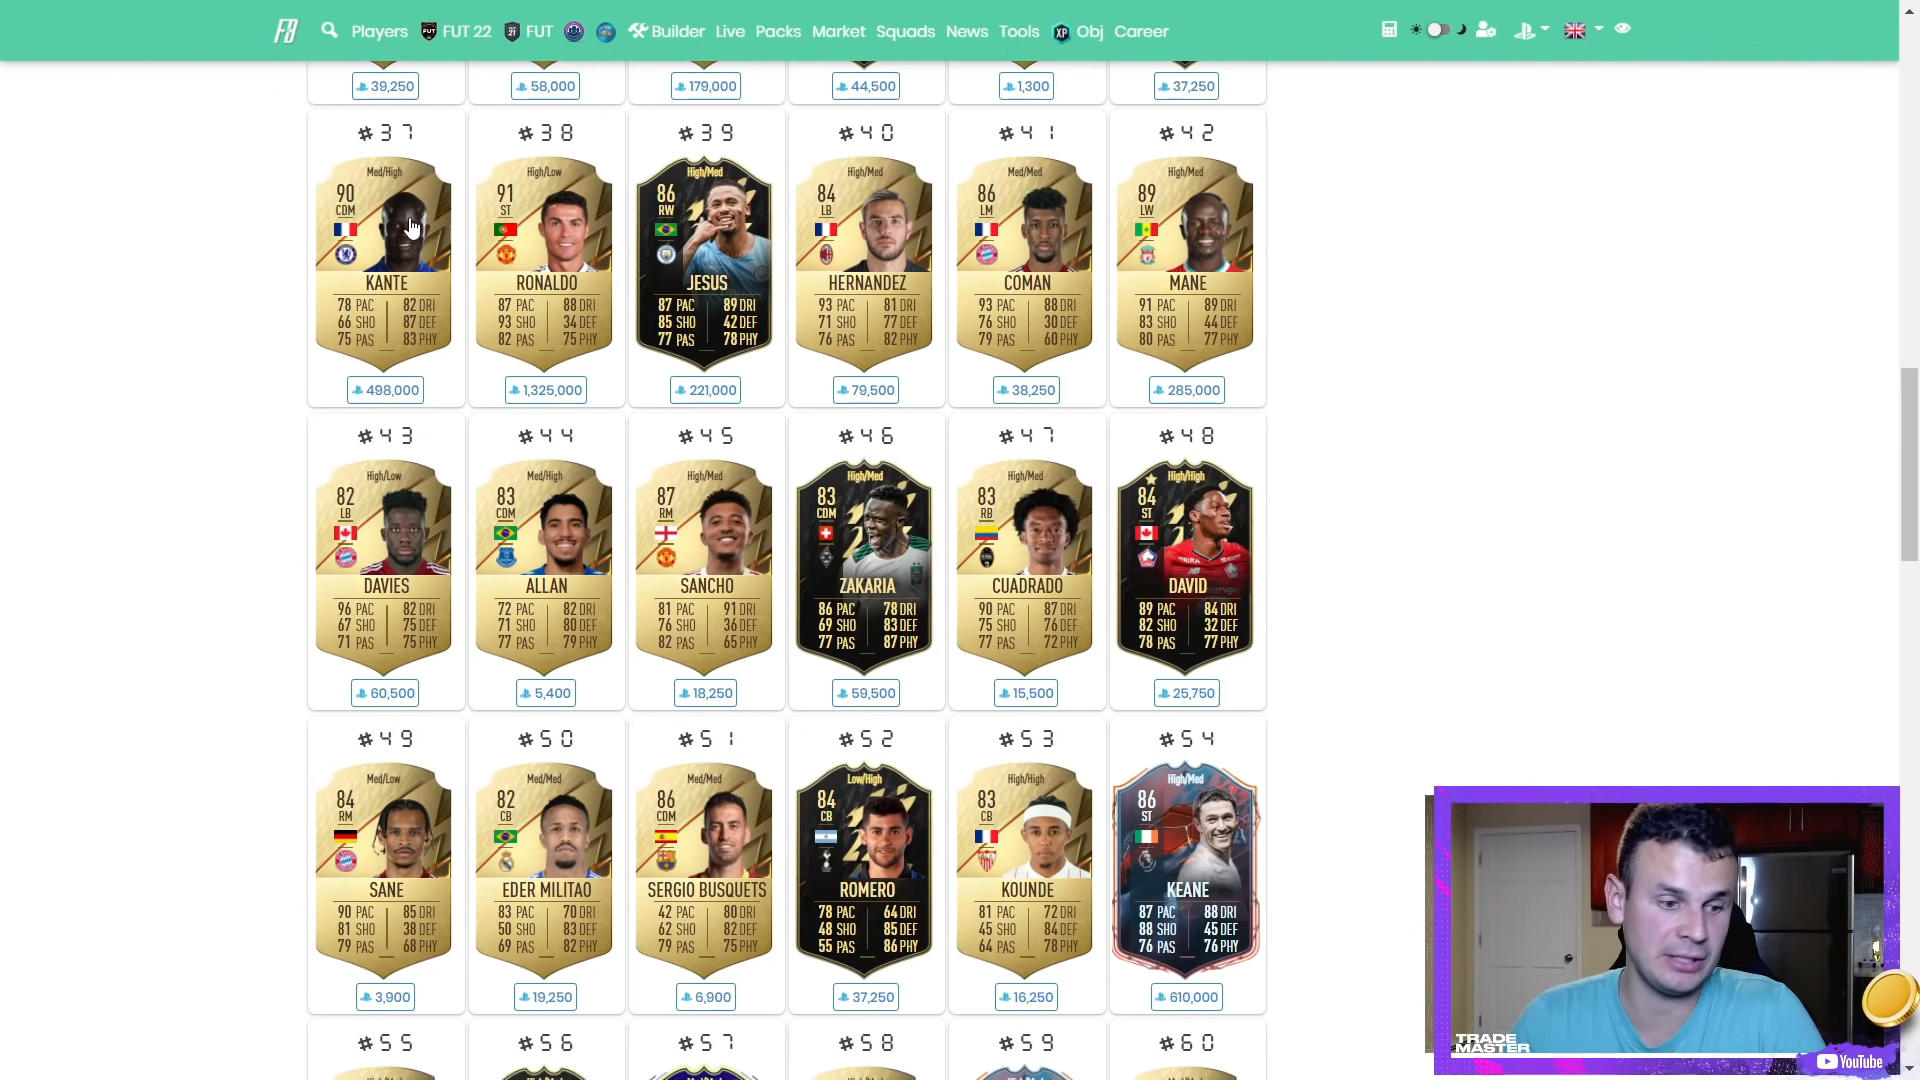 Players FUT 22 FUT Builder Live Packs Market Squads News Tools Obj Career
39,250 58,000 179,000 44,500 1,300 37,250
#37 #38 #39 #40 #41 #42
Med/High High/Low High/Med High/Med Med/Med High/Med
90 91 86 84 86 89
CDM ST RW LB LM LW
KANTE RONALDO JESUS HERNANDEZ COMAN MANE
78 PAC 82 DRI 87 PAC 88 DRI 87 PAC 89 DRI 93 PAC 81 DRI 93 PAC 88 DRI 91 PAC 89 DRI
66 SHO 87 DEF 93 SHO 34 DEF 85 SHO 42 DEF 71 SHO 77 DEF 76 SHO 30 DEF 83 SHO 44 DEF
75 PAS 83 PHY 82 PAS 75 PHY 77 PAS 78 PHY 76 PAS 82 PHY 79 PAS 60 PHY 80 PAS 77 PHY
498,000 1,325,000 221,000 79,500 38,250 285,000
#43 #44 #45 #46 #47 #48
High/Low Med/High High/Med High/Med High/Med High/High
82 83 87 83 83 84
LB CDM RM CDM RB ST
DAVIES ALLAN SANCHO ZAKARIA CUADRADO DAVID
96 PAC 82 DRI 72 PAC 82 DRI 81 PAC 91 DRI 86 PAC 78 DRI 90 PAC 87 DRI 89 PAC 84 DRI
67 SHO 75 DEF 71 SHO 80 DEF 76 SHO 36 DEF 69 SHO 83 DEF 75 SHO 76 DEF 82 SHO 32 DEF
71 PAS 75 PHY 77 PAS 79 PHY 82 PAS 65 PHY 77 PAS 87 PHY 77 PAS 72 PHY 78 PAS 77 PHY
60,500 5,400 18,250 59,500 15,500 25,750
#49 #50 #51 #52 #53 #54
Med/Low Med/Med Med/Med Low/High High/High High/Med
84 82 86 84 83 86
RM CB CDM CB CB ST
SANE EDER MILITAO SERGIO BUSQUETS ROMERO KOUNDE KEANE
90 PAC 85 DRI 83 PAC 70 DRI 42 PAC 80 DRI 78 PAC 64 DRI 81 PAC 72 DRI 87 PAC 88 DRI
81 SHO 38 DEF 50 SHO 83 DEF 62 SHO 82 DEF 48 SHO 85 DEF 45 SHO 84 DEF 88 SHO 45 DEF
79 PAS 68 PHY 69 PAS 82 PHY 79 PAS 75 PHY 55 PAS 86 PHY 64 PAS 78 PHY 76 PAS 76 PHY
3,900 19,250 6,900 37,250 16,250 610,000
#55 #56 #57 #58 #59 #60
TRADE
MASTER
YouTube